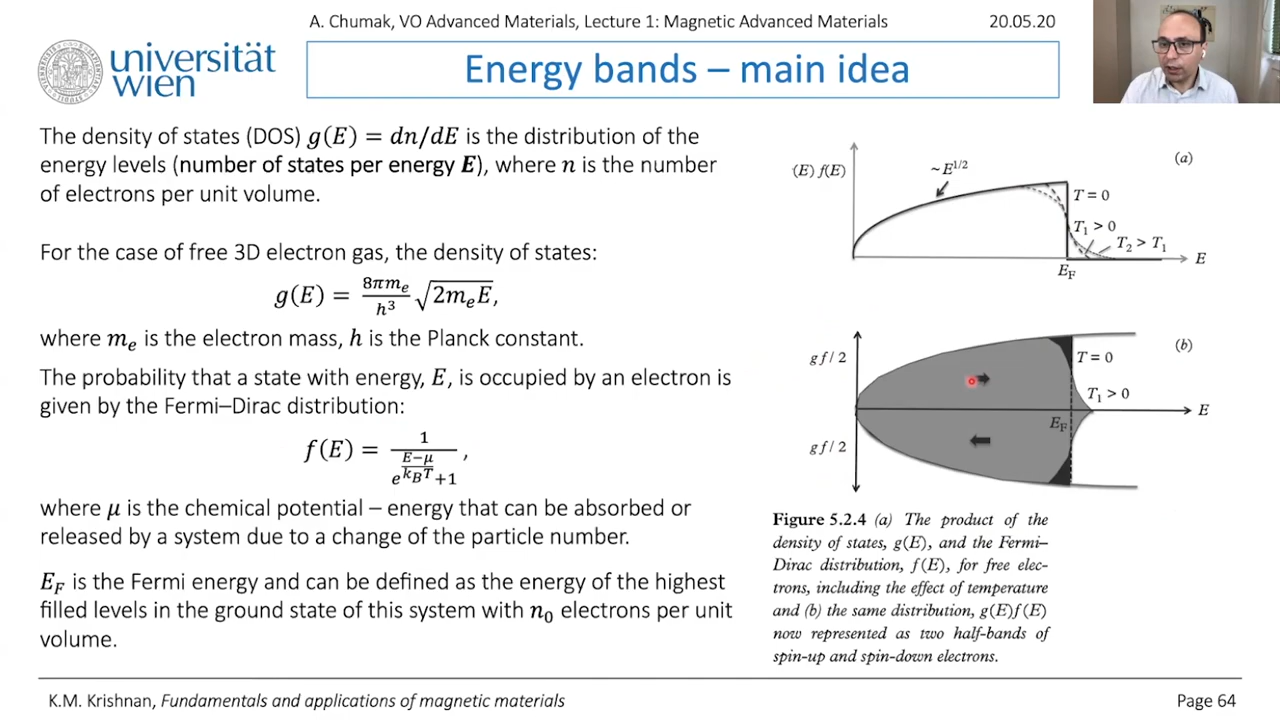 A. Chumak, VO Advanced Materials, Lecture 1: Magnetic Advanced Materials 20.05.20
universität
wien
Energy bands – main idea
The density of states (DOS) g(E) = dn/dE is the distribution of the
energy levels (number of states per energy E), where n is the number
of electrons per unit volume.
For the case of free 3D electron gas, the density of states:
g(E) = 8πmₑ/h³ √(2mₑE),
where mₑ is the electron mass, h is the Planck constant.
The probability that a state with energy, E, is occupied by an electron is
given by the Fermi–Dirac distribution:
f(E) = 1/(e^((E−μ)/(k_B T)) +1),
where μ is the chemical potential – energy that can be absorbed or
released by a system due to a change of the particle number.
E_F is the Fermi energy and can be defined as the energy of the highest
filled levels in the ground state of this system with n₀ electrons per unit
volume.
(a)
(E) f(E)
~E^1/2
T = 0
T₁ > 0
T₂ > T₁
E
E_F
(b)
gf/2
T = 0
T₁ > 0
E
E_F
gf/2
Figure 5.2.4 (a) The product of the
density of states, g(E), and the Fermi–
Dirac distribution, f(E), for free elec-
trons, including the effect of temperature
and (b) the same distribution, g(E)f(E)
now represented as two half-bands of
spin-up and spin-down electrons.
K.M. Krishnan, Fundamentals and applications of magnetic materials
Page 64